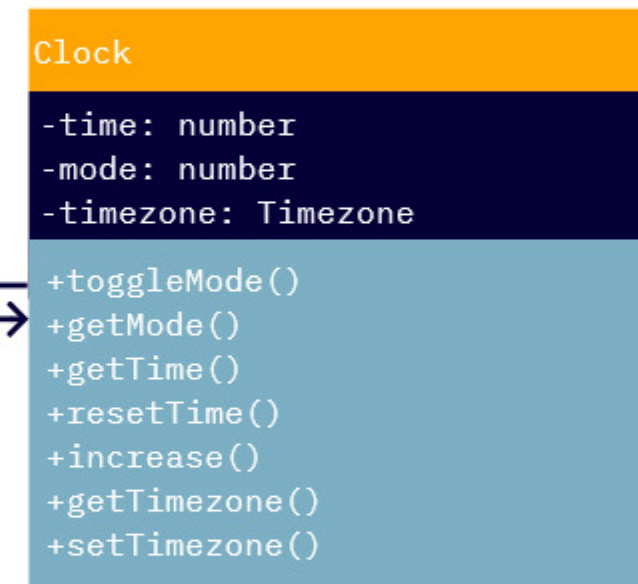 Clock
-time: number
-mode: number
-timezone: Timezone
+toggleMode()
+getMode()
+getTime()
+resetTime()
+increase()
+getTimezone()
+setTimezone()